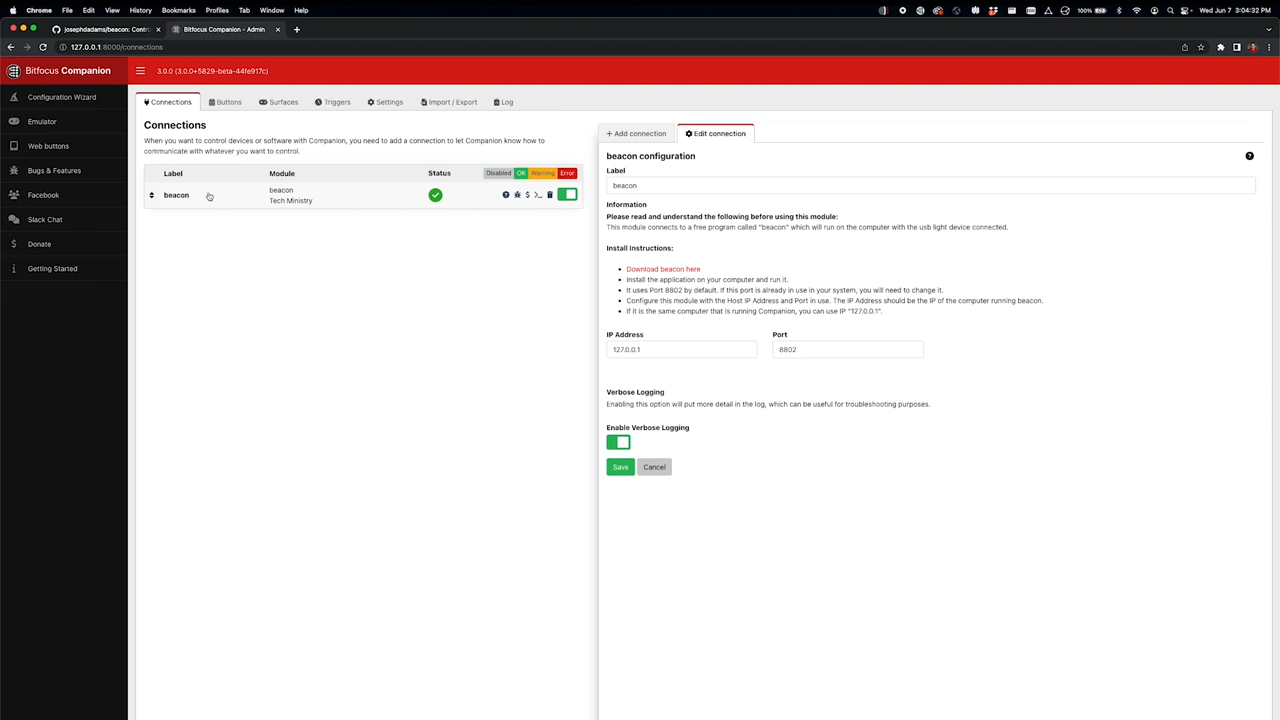 Chrome File Edit View History Bookmarks Profiles Tab Window Help
100% Wed Jun 7 3:04:32 PM
josephdadams/beacon: Contr
Bitfocus Companion - Admin
127.0.0.1:8000/connections
Bitfocus Companion
3.0.0 (3.0.0+5829-beta-44fe917c)
Configuration Wizard
Emulator
Web buttons
Bugs & Features
Facebook
Slack Chat
Donate
Getting Started
Connections Buttons Surfaces Triggers Settings Import / Export Log
Connections
When you want to control devices or software with Companion, you need to add a connection to let Companion know how to
communicate with whatever you want to control.
Label Module Status Disabled OK Warning Error
beacon beacon
Tech Ministry
Add connection Edit connection
beacon configuration
Label
beacon
Information
Please read and understand the following before using this module:
This module connects to a free program called "beacon" which will run on the computer with the usb light device connected.
Install Instructions:
• Download beacon here
• Install the application on your computer and run it.
• It uses Port 8802 by default. If this port is already in use in your system, you will need to change it.
• Configure this module with the Host IP Address and Port in use. The IP Address should be the IP of the computer running beacon.
• If it is the same computer that is running Companion, you can use IP "127.0.0.1".
IP Address Port
127.0.0.1 8802
Verbose Logging
Enabling this option will put more detail in the log, which can be useful for troubleshooting purposes.
Enable Verbose Logging
Save Cancel